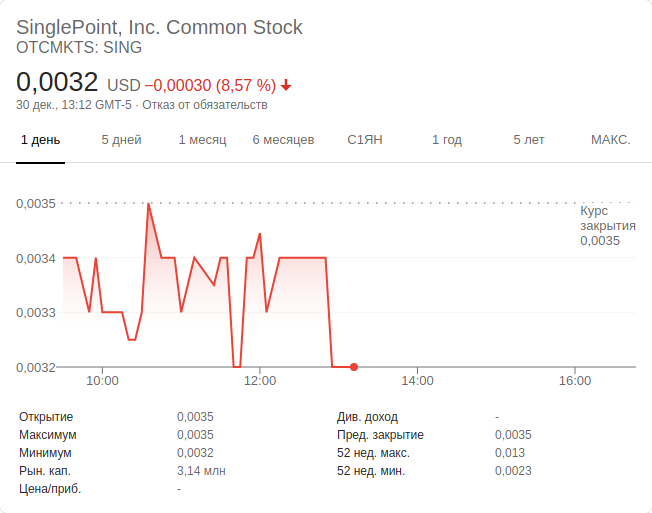 SinglePoint, Inc. Common Stock
OTCMKTS: SING
0,0032 USD −0,00030 (8,57 %)
30 дек., 13:12 GMT-5 · Отказ от обязательств
1 день 5 дней 1 месяц 6 месяцев С1ЯН 1 год 5 лет МАКС.
0,0035
Курс
закрытия
0,0035
0,0034
0,0033
0,0032
10:00 12:00 14:00 16:00
Открытие 0,0035 Див. доход -
Максимум 0,0035 Пред. закрытие 0,0035
Минимум 0,0032 52 нед. макс. 0,013
Рын. кап. 3,14 млн 52 нед. мин. 0,0023
Цена/приб. -